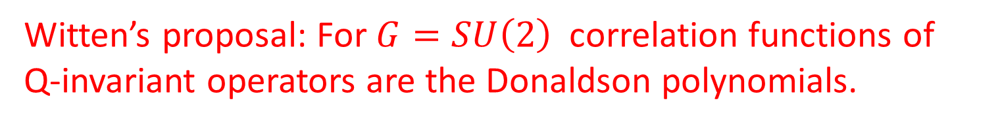 Witten’s proposal: For 𝐺 = 𝑆𝑈(2) correlation functions of
Q-invariant operators are the Donaldson polynomials.